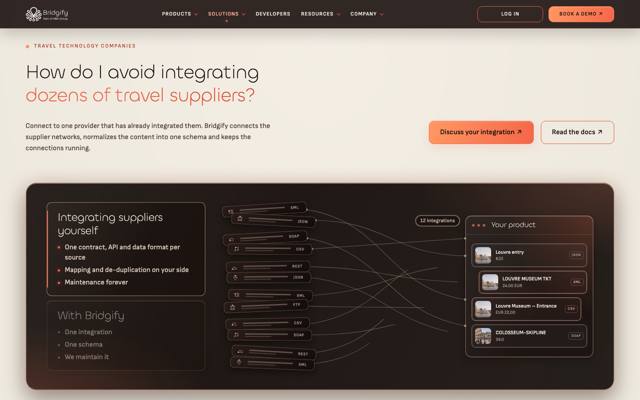 Bridgify
PRODUCTS
SOLUTIONS
DEVELOPERS
RESOURCES
COMPANY
LOG IN
BOOK A DEMO ↗
TRAVEL TECHNOLOGY COMPANIES
How do I avoid integrating
dozens of travel suppliers?
Connect to one provider that has already integrated them. Bridgify connects the
supplier networks, normalizes the content into one schema and keeps the
connections running.
Discuss your integration ↗
Read the docs ↗
Integrating suppliers
yourself
One contract, API and data format per
source
Mapping and de-duplication on your side
Maintenance forever
With Bridgify
One integration
One schema
We maintain it
XML
JSON
SOAP
CSV
REST
JSON
XML
FTP
CSV
SOAP
REST
XML
12 integrations
Your product
Louvre entry
JSON
LOUVRE MUSEUM TKT
24.00 EUR
XML
Louvre Museum — Entrance
EUR 22,00
CSV
COLOSSEUM-SKIPLINE
SOAP